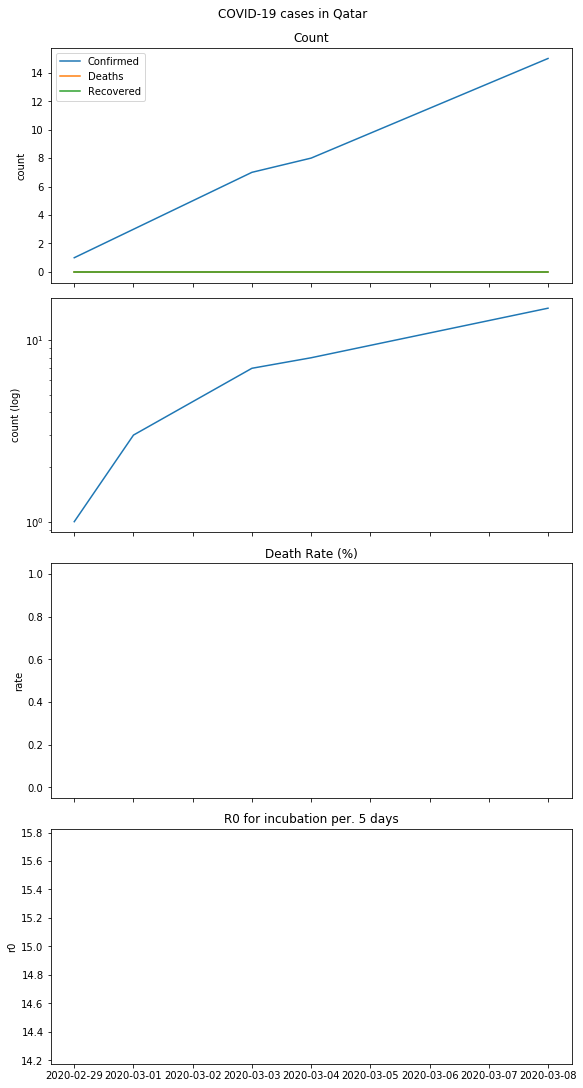 COVID-19 cases in Qatar
Count
Confirmed
Deaths
Recovered
14
12
10
8
6
4
2
0
count
10^1
10^0
count (log)
Death Rate (%)
1.0
0.8
0.6
0.4
0.2
0.0
rate
R0 for incubation per. 5 days
15.8
15.6
15.4
15.2
15.0
14.8
14.6
14.4
14.2
r0
2020-02-29 2020-03-01 2020-03-02 2020-03-03 2020-03-04 2020-03-05 2020-03-06 2020-03-07 2020-03-08